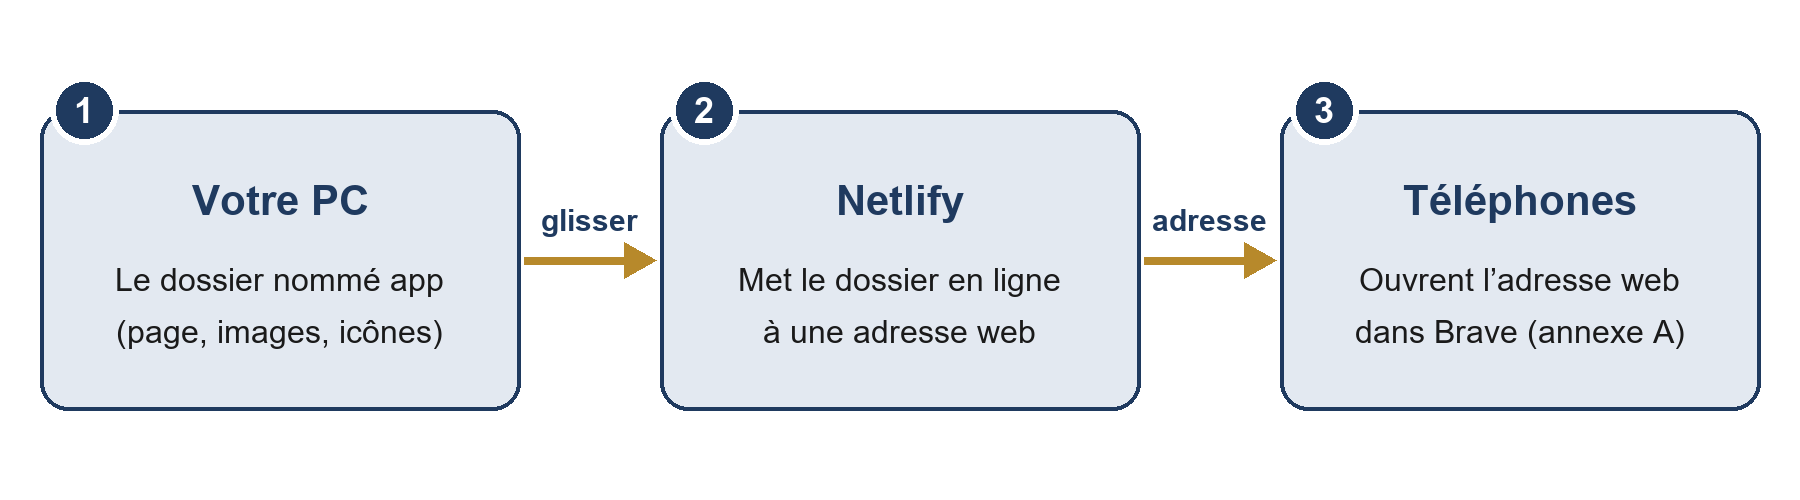 1
Votre PC
Le dossier nommé app
(page, images, icônes)
glisser
2
Netlify
Met le dossier en ligne
à une adresse web
adresse
3
Téléphones
Ouvrent l’adresse web
dans Brave (annexe A)